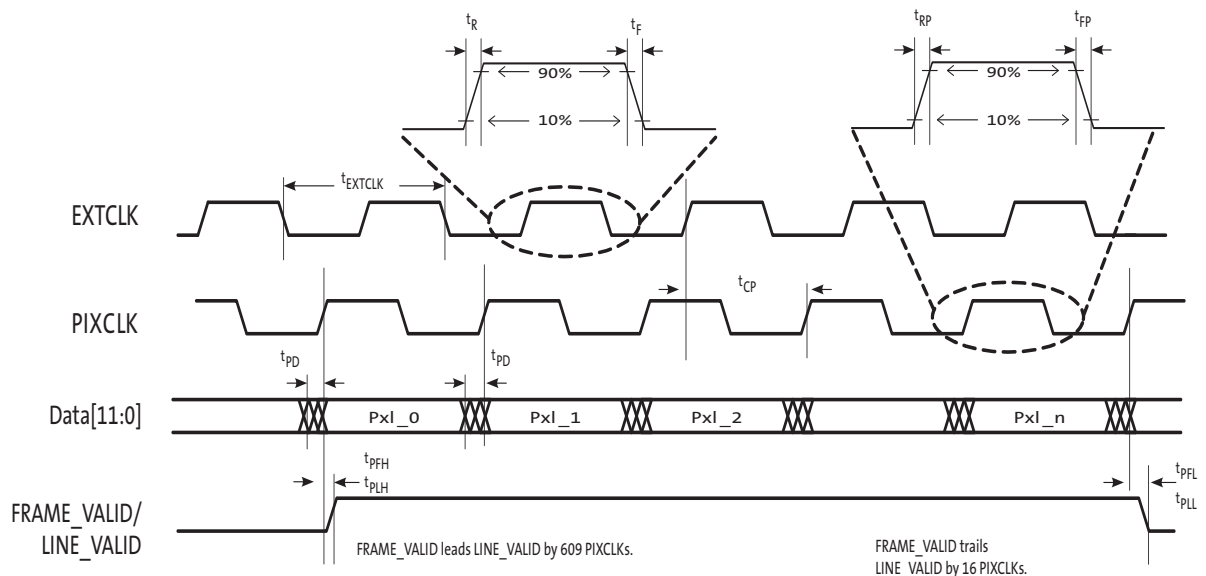 tR
tF
tRP
tFP
90%
90%
10%
10%
tEXTCLK
EXTCLK
tCP
PIXCLK
tPD
tPD
Data[11:0]
Pxl_0
Pxl_1
Pxl_2
Pxl_n
tPFH
tPLH
tPFL
tPLL
FRAME_VALID/
LINE_VALID
FRAME_VALID leads LINE_VALID by 609 PIXCLKs.
FRAME_VALID trails
LINE_VALID by 16 PIXCLKs.